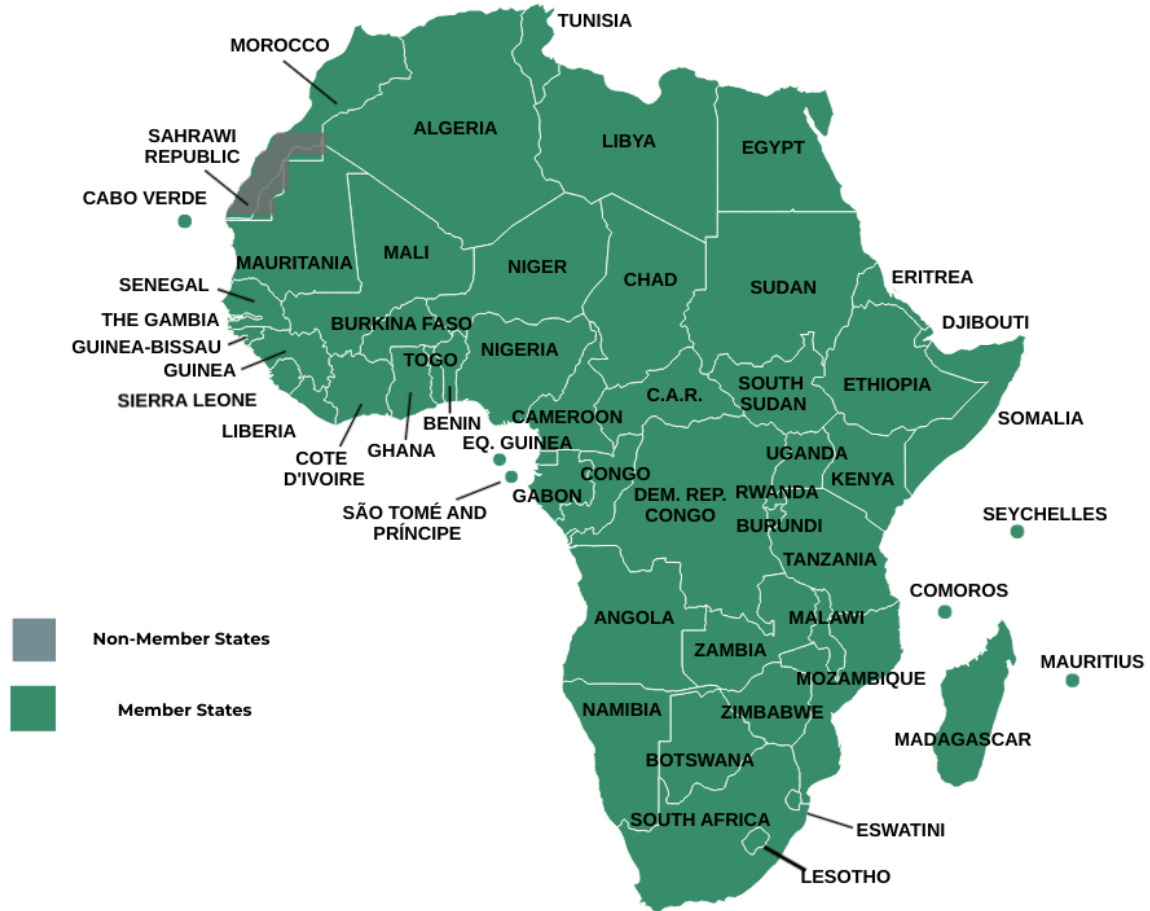 TUNISIA
MOROCCO
ALGERIA
LIBYA
EGYPT
SAHRAWI
REPUBLIC
CABO VERDE
MAURITANIA
MALI
NIGER
CHAD
SUDAN
ERITREA
SENEGAL
THE GAMBIA
BURKINA FASO
DJIBOUTI
GUINEA-BISSAU
GUINEA
TOGO
NIGERIA
SOUTH
SUDAN
ETHIOPIA
C.A.R.
SIERRA LEONE
LIBERIA
BENIN
CAMEROON
SOMALIA
COTE
D'IVOIRE
GHANA
EQ. GUINEA
UGANDA
KENYA
CONGO
GABON
DEM. REP.
CONGO
RWANDA
SÃO TOMÉ AND
PRÍNCIPE
BURUNDI
SEYCHELLES
TANZANIA
COMOROS
ANGOLA
MALAWI
Non-Member States
ZAMBIA
MAURITIUS
MOZAMBIQUE
Member States
NAMIBIA
ZIMBABWE
MADAGASCAR
BOTSWANA
SOUTH AFRICA
ESWATINI
LESOTHO